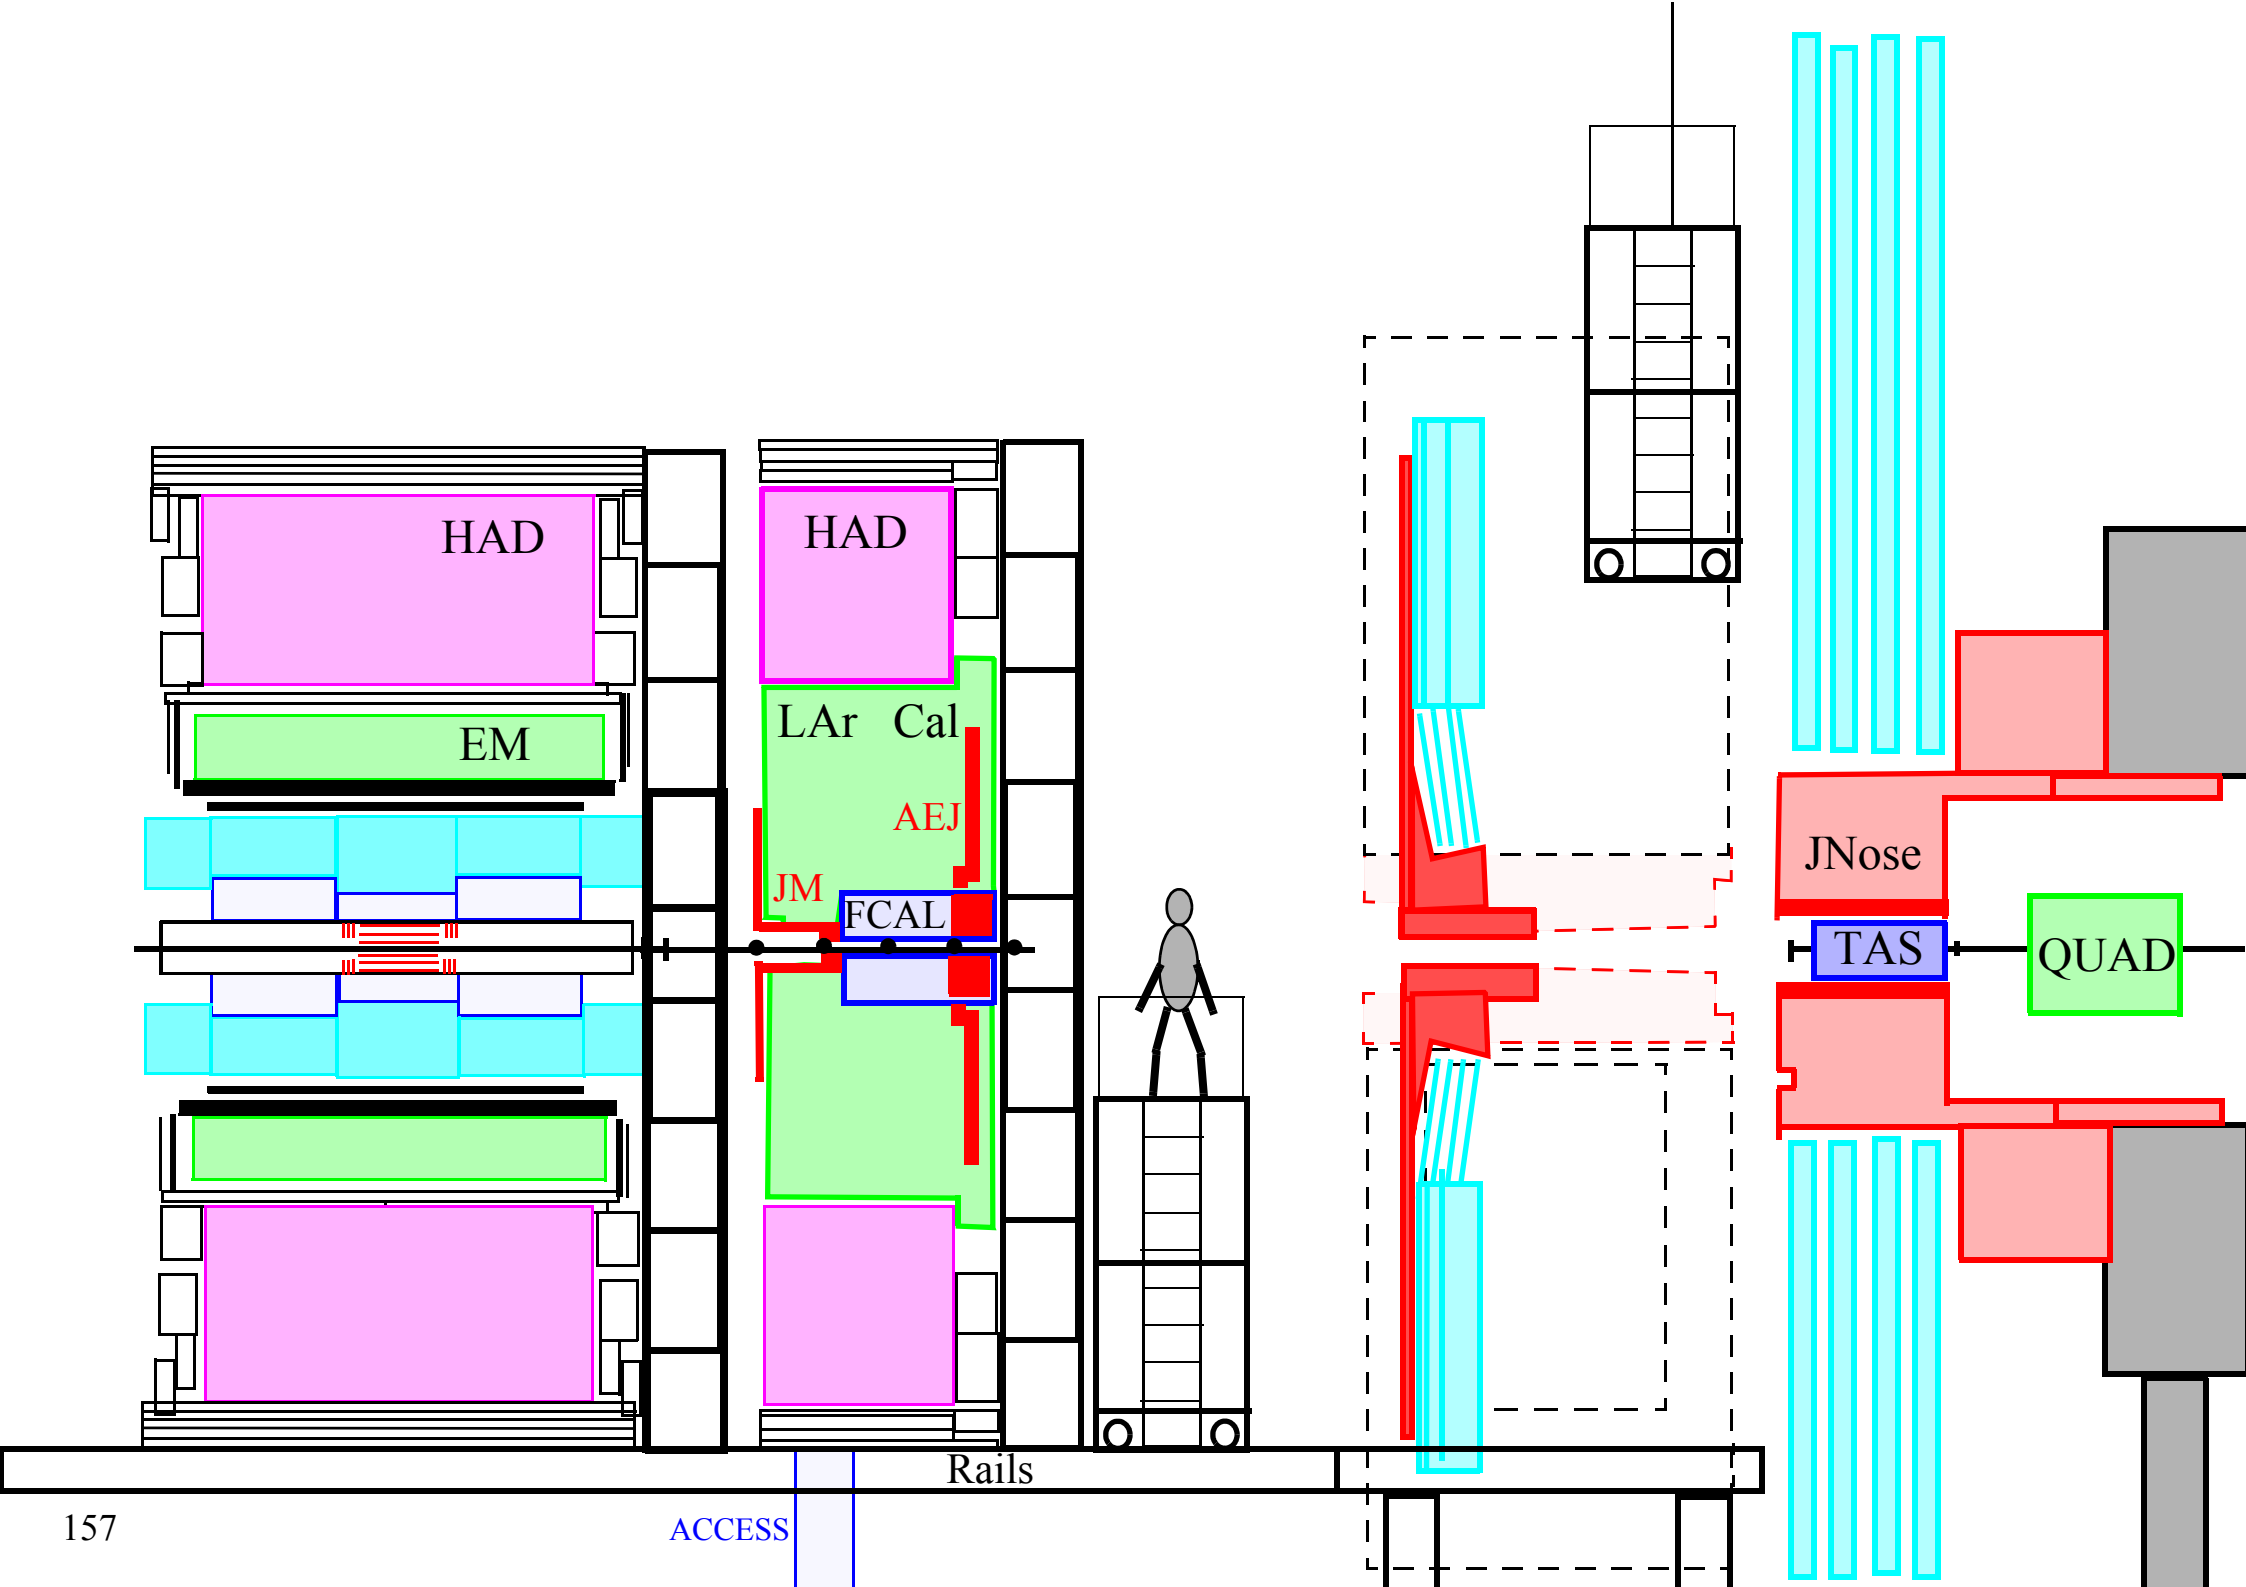 HAD
HAD
LAr Cal
EM
AEJ
JNose
JM
FCAL
TAS
QUAD
Rails
157
ACCESS